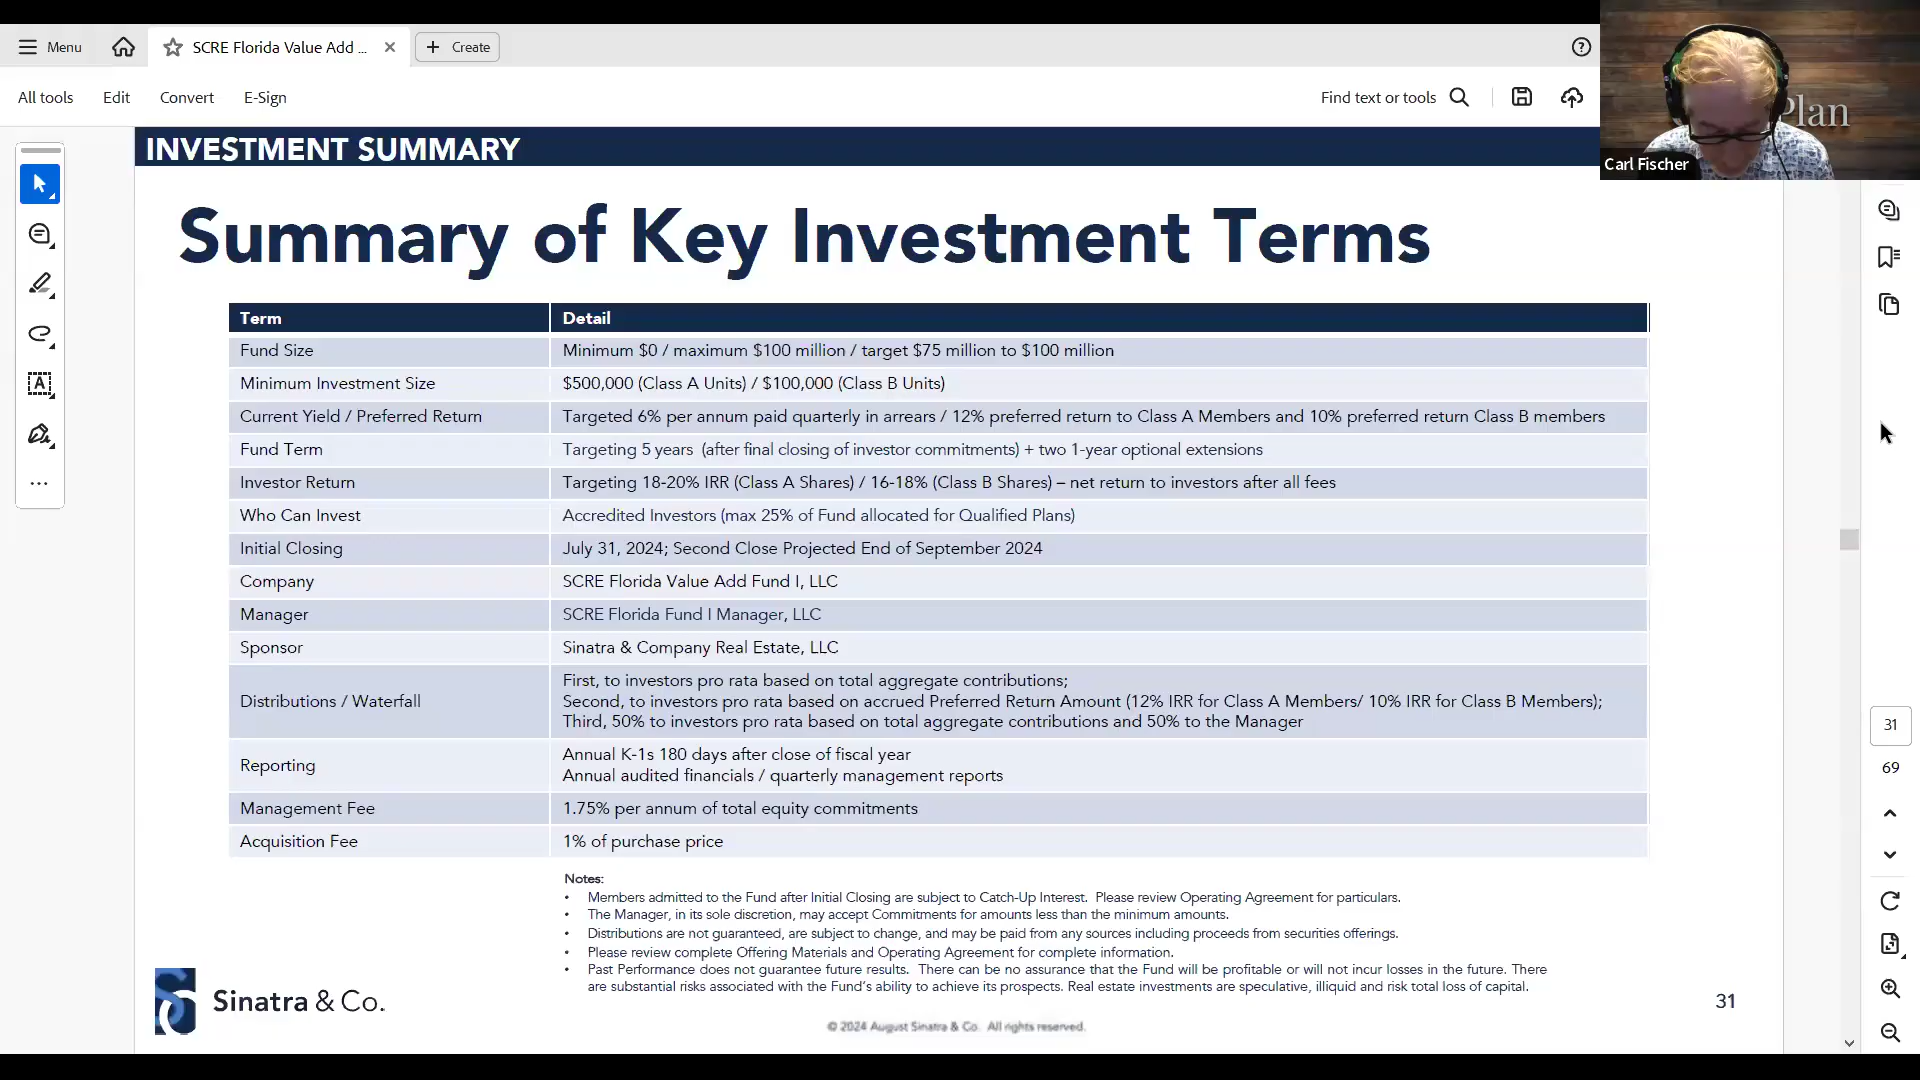 Menu
SCRE Florida Value Add ...
Create
All tools
Edit
Convert
E-Sign
Find text or tools
Plan
Carl Fischer
INVESTMENT SUMMARY
Summary of Key Investment Terms
Term Detail
Fund Size Minimum $0 / maximum $100 million / target $75 million to $100 million
Minimum Investment Size $500,000 (Class A Units) / $100,000 (Class B Units)
Current Yield / Preferred Return Targeted 6% per annum paid quarterly in arrears / 12% preferred return to Class A Members and 10% preferred return Class B members
Fund Term Targeting 5 years (after final closing of investor commitments) + two 1-year optional extensions
Investor Return Targeting 18-20% IRR (Class A Shares) / 16-18% (Class B Shares) – net return to investors after all fees
Who Can Invest Accredited Investors (max 25% of Fund allocated for Qualified Plans)
Initial Closing July 31, 2024; Second Close Projected End of September 2024
Company SCRE Florida Value Add Fund I, LLC
Manager SCRE Florida Fund I Manager, LLC
Sponsor Sinatra & Company Real Estate, LLC
Distributions / Waterfall
First, to investors pro rata based on total aggregate contributions;
Second, to investors pro rata based on accrued Preferred Return Amount (12% IRR for Class A Members/ 10% IRR for Class B Members);
Third, 50% to investors pro rata based on total aggregate contributions and 50% to the Manager
Reporting
Annual K-1s 180 days after close of fiscal year
Annual audited financials / quarterly management reports
Management Fee 1.75% per annum of total equity commitments
Acquisition Fee 1% of purchase price
Notes:
• Members admitted to the Fund after Initial Closing are subject to Catch-Up Interest. Please review Operating Agreement for particulars.
• The Manager, in its sole discretion, may accept Commitments for amounts less than the minimum amounts.
• Distributions are not guaranteed, are subject to change, and may be paid from any sources including proceeds from securities offerings.
• Please review complete Offering Materials and Operating Agreement for complete information.
• Past Performance does not guarantee future results. There can be no assurance that the Fund will be profitable or will not incur losses in the future. There
are substantial risks associated with the Fund's ability to achieve its prospects. Real estate investments are speculative, illiquid and risk total loss of capital.
Sinatra & Co.
31
© 2024 August Sinatra & Co. All rights reserved.
31
69